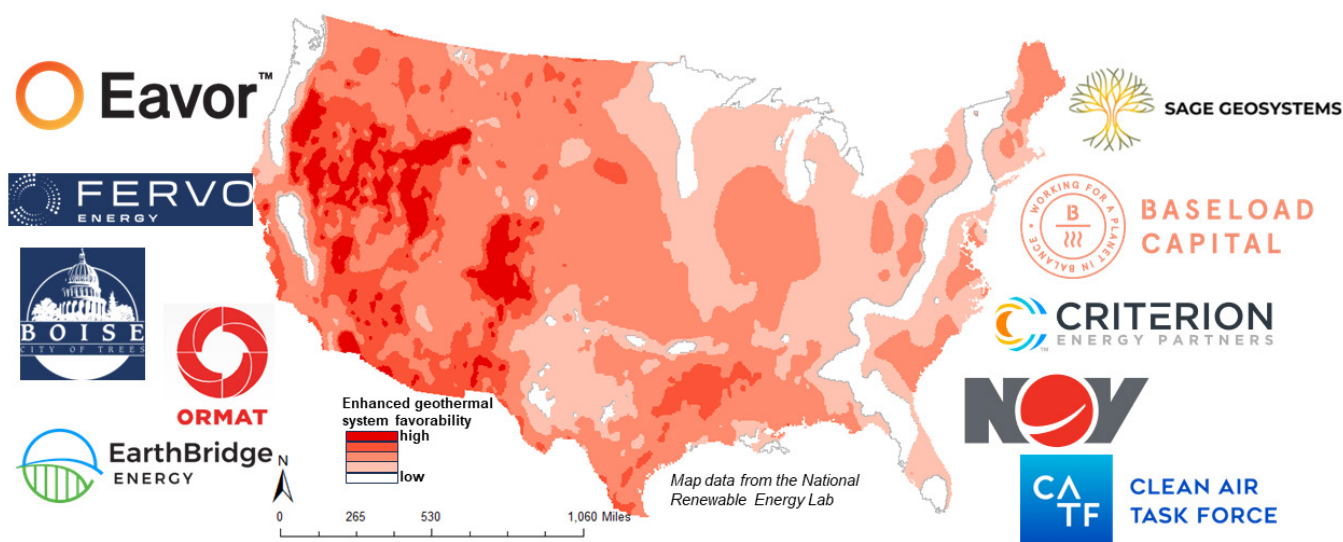 Eavor™
FERVO
ENERGY
BOISE
CITY OF TREES
ORMAT
EarthBridge
ENERGY
Enhanced geothermal
system favorability
high
low
N
0 265 530 1,060 Miles
Map data from the National
Renewable Energy Lab
SAGE GEOSYSTEMS
WORKING FOR A PLANET IN BALANCE
B
BASELOAD
CAPITAL
CRITERION
ENERGY PARTNERS
TM
NOV
CA
TF
CLEAN AIR
TASK FORCE